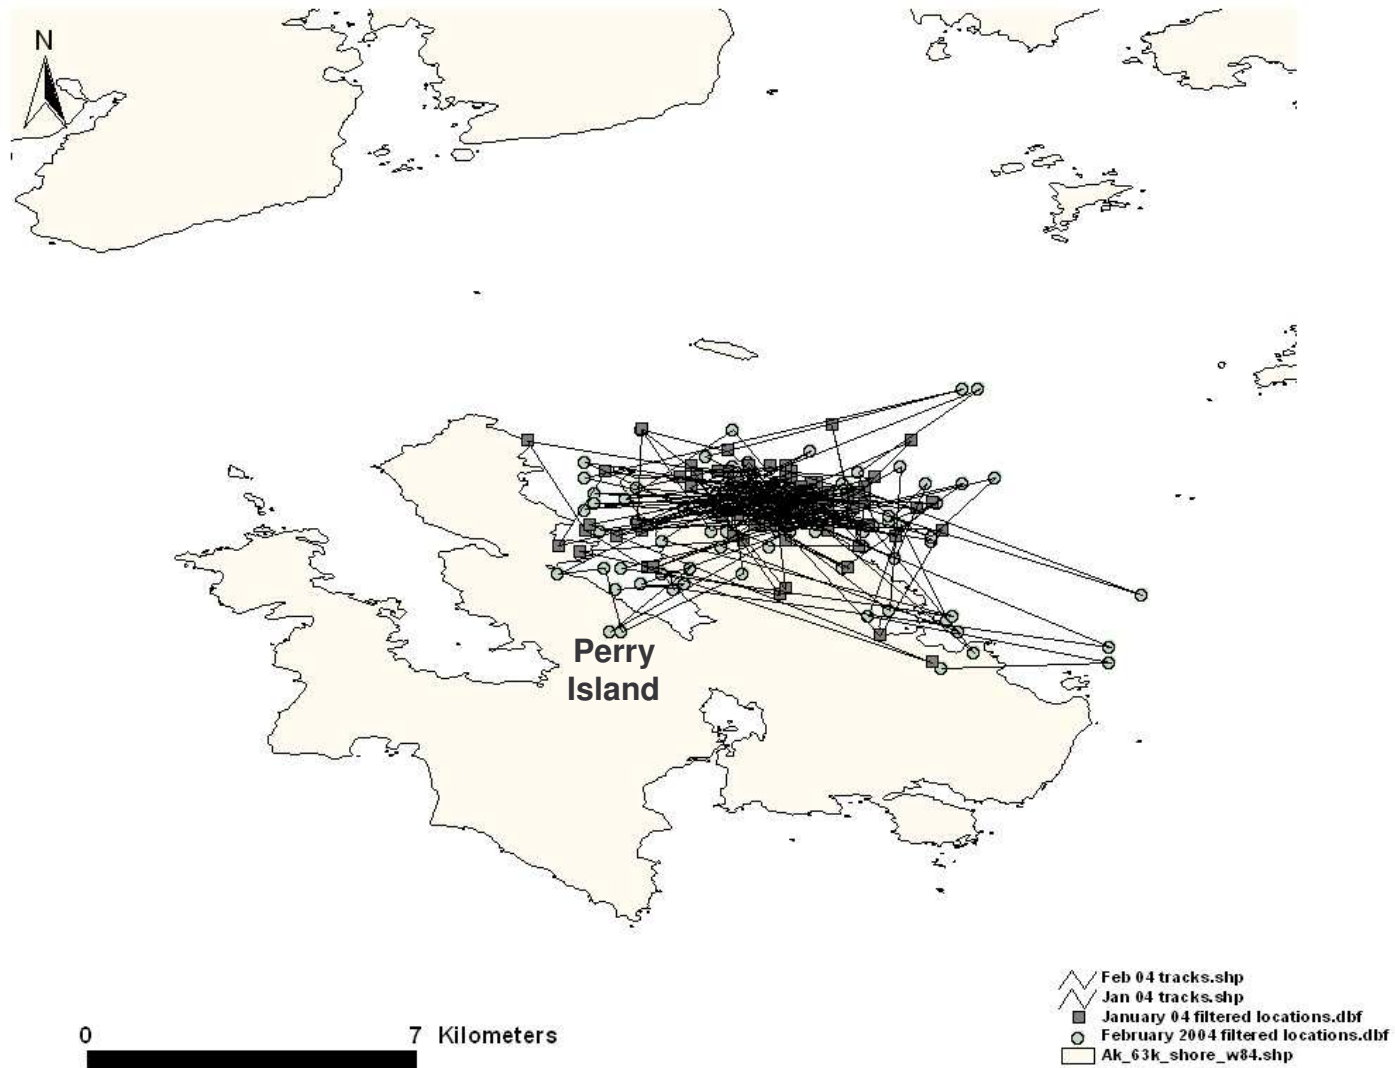 N
Perry
Island
0 7 Kilometers
Feb 04 tracks.shp
Jan 04 tracks.shp
January 04 filtered locations.dbf
February 2004 filtered locations.dbf
Ak_63k_shore_w84.shp